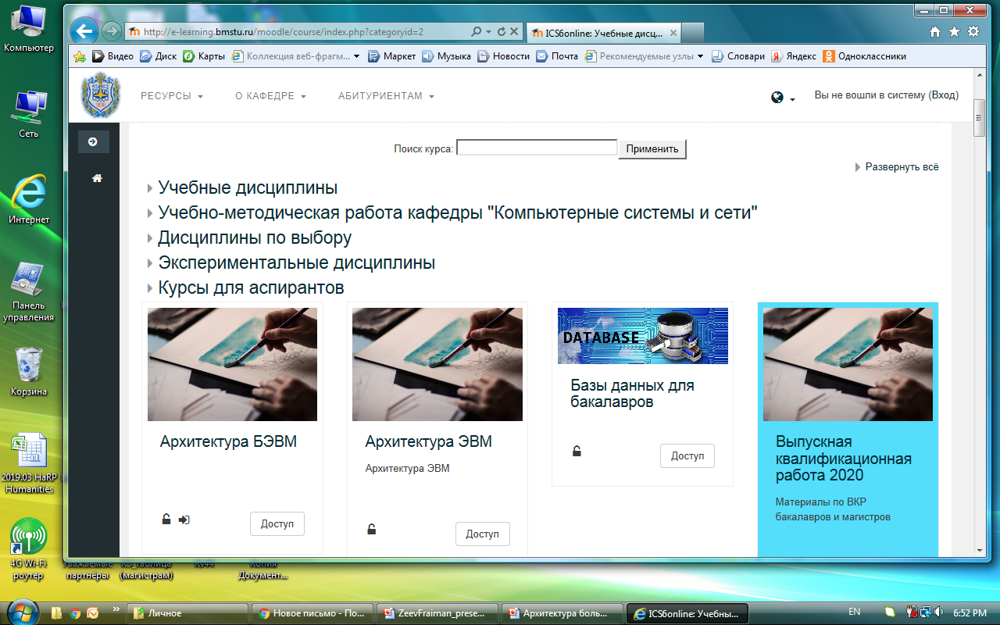 Компьютер
Сеть
Интернет
Панель
управления
Корзина
2019.03 HaRP
Humanities
4G Wi-Fi
роутер
http://e-learning.bmstu.ru/moodle/course/index.php?categoryid=2
ICS6online: Учебные дисц...
Видео
Диск
Карты
Коллекция веб-фрагм...
Маркет
Музыка
Новости
Почта
Рекомендуемые узлы
Словари
Яндекс
Одноклассники
1830
РЕСУРСЫ
О КАФЕДРЕ
АБИТУРИЕНТАМ
Вы не вошли в систему (Вход)
Поиск курса:
Применить
Развернуть всё
Учебные дисциплины
Учебно-методическая работа кафедры "Компьютерные системы и сети"
Дисциплины по выбору
Экспериментальные дисциплины
Курсы для аспирантов
Архитектура БЭВМ
Доступ
Архитектура ЭВМ
Архитектура ЭВМ
Доступ
DATABASE
Базы данных для
бакалавров
Доступ
Выпускная
квалификационная
работа 2020
Материалы по ВКР
бакалавров и магистров
Уважаемые
партнёры
(магистрам)
Копия
Документ...
Личное
Новое письмо - По...
ZeevFraiman_prese...
Архитектура боль...
ICS6online: Учебны...
EN
6:52 PM